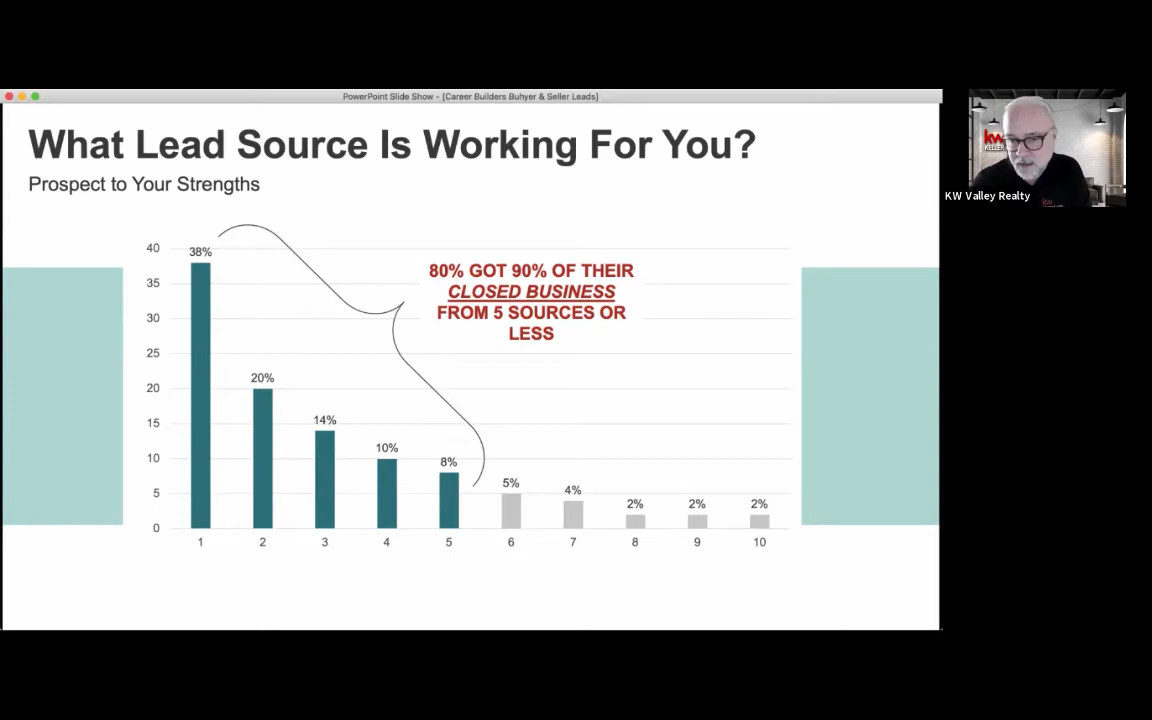 PowerPoint Slide Show - [Career Builders Buhyer & Seller Leads]
What Lead Source Is Working For You?
Prospect to Your Strengths
40
35
30
25
20
15
10
5
0
38%
20%
14%
10%
8%
5%
4%
2%
2%
2%
80% GOT 90% OF THEIR
CLOSED BUSINESS
FROM 5 SOURCES OR
LESS
1 2 3 4 5 6 7 8 9 10
kw
KELLER
KW Valley Realty
kw